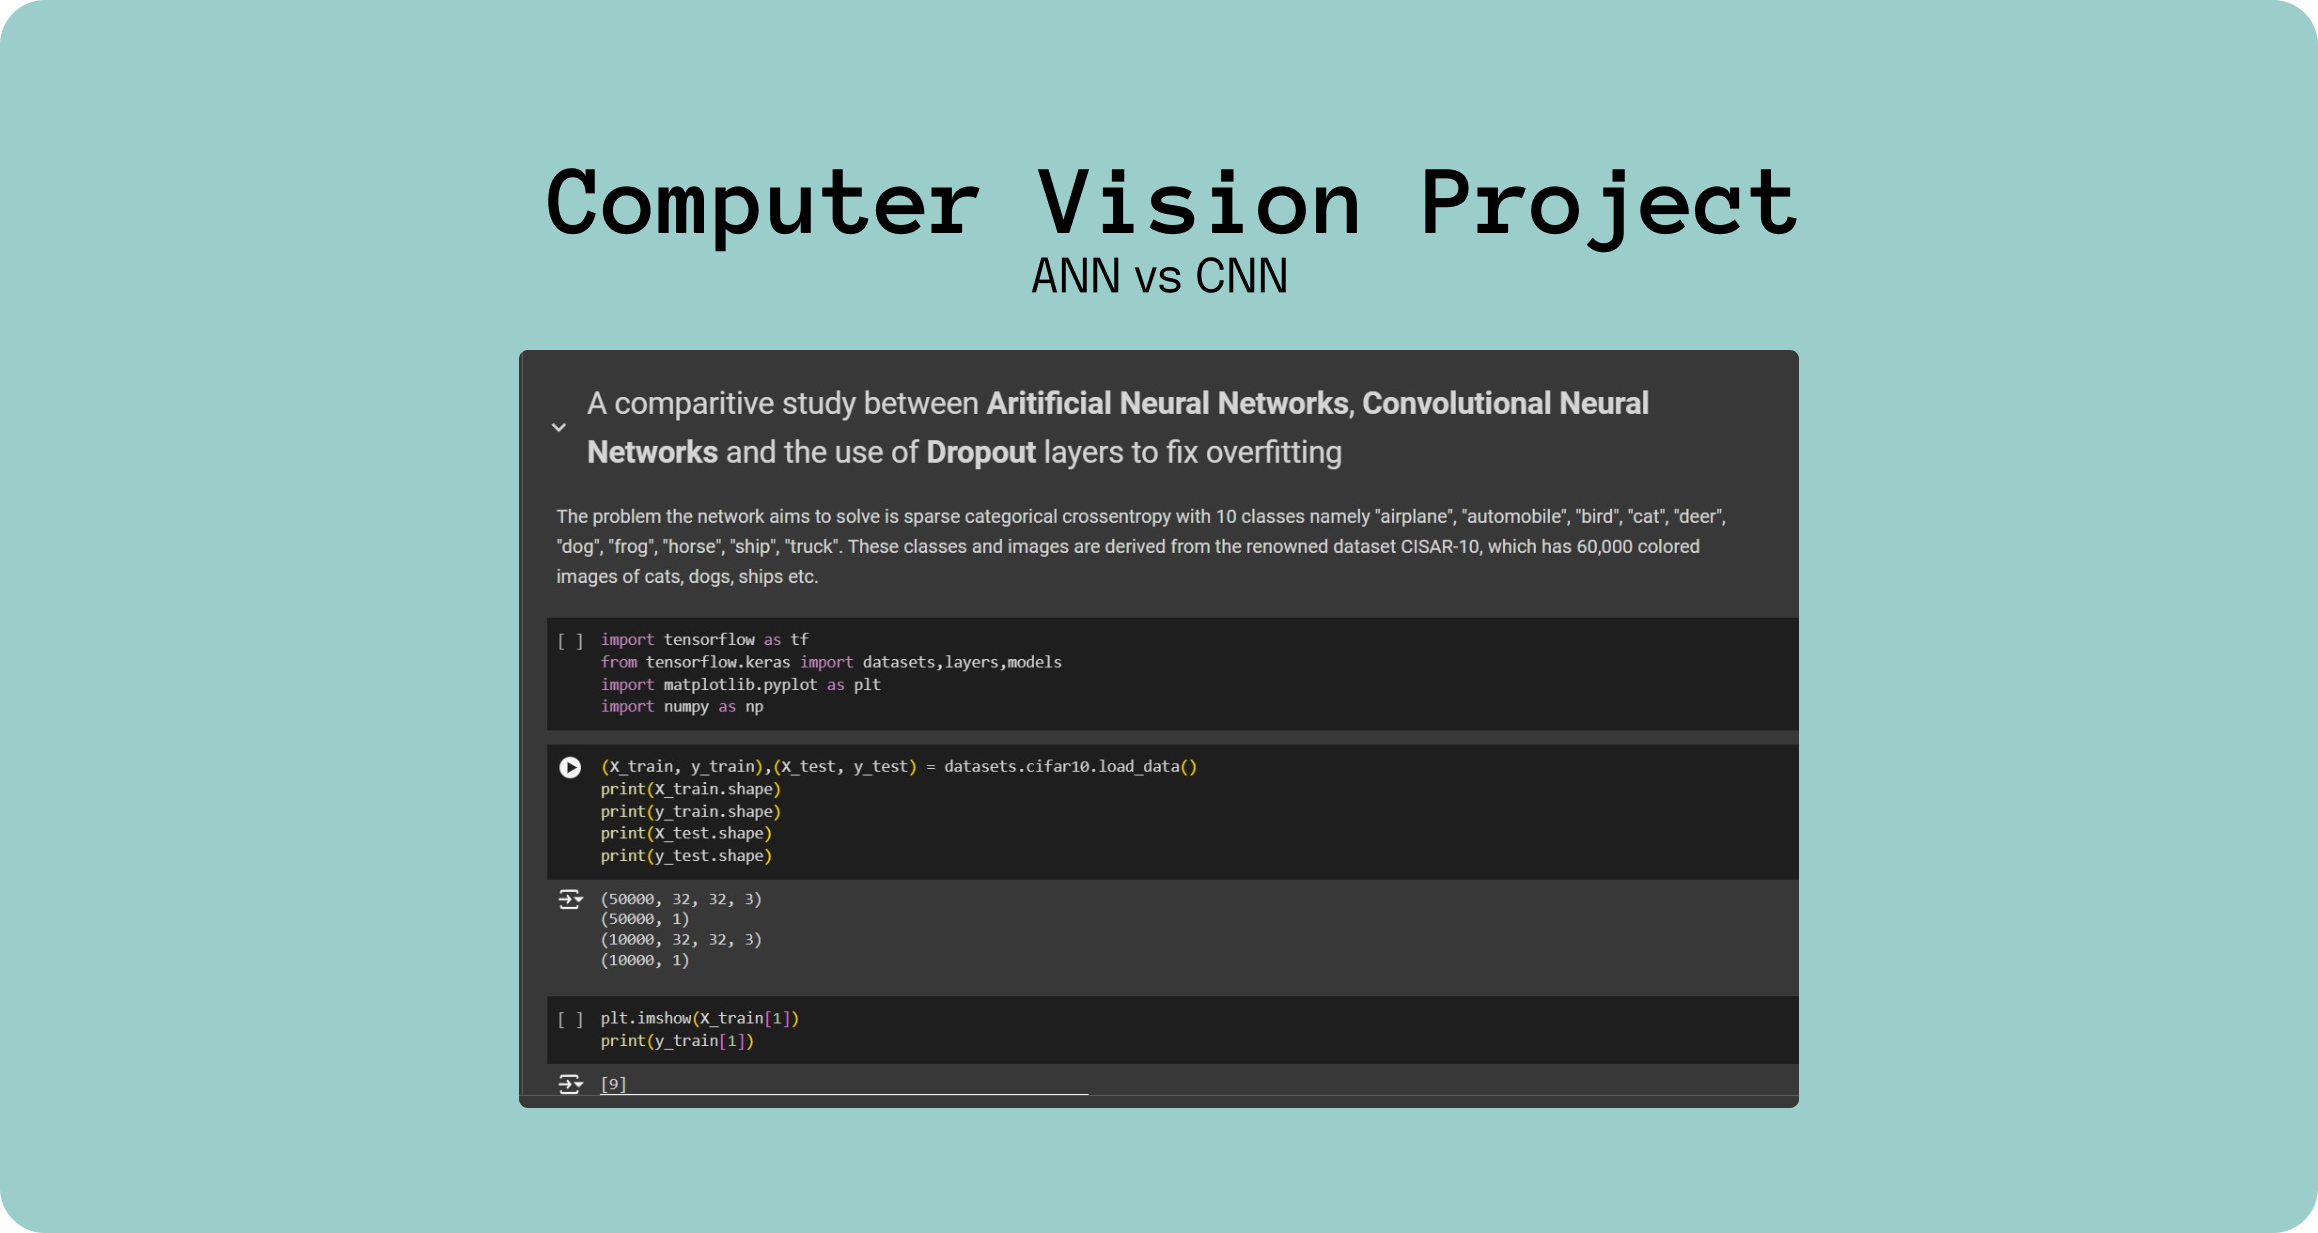 Computer Vision Project
ANN vs CNN
A comparitive study between Aritificial Neural Networks, Convolutional Neural
Networks and the use of Dropout layers to fix overfitting
The problem the network aims to solve is sparse categorical crossentropy with 10 classes namely "airplane", "automobile", "bird", "cat", "deer",
"dog", "frog", "horse", "ship", "truck". These classes and images are derived from the renowned dataset CISAR-10, which has 60,000 colored
images of cats, dogs, ships etc.
[ ] import tensorflow as tf
from tensorflow.keras import datasets,layers,models
import matplotlib.pyplot as plt
import numpy as np
(X_train, y_train),(X_test, y_test) = datasets.cifar10.load_data()
print(X_train.shape)
print(y_train.shape)
print(X_test.shape)
print(y_test.shape)
(50000, 32, 32, 3)
(50000, 1)
(10000, 32, 32, 3)
(10000, 1)
[ ] plt.imshow(X_train[1])
print(y_train[1])
[9]